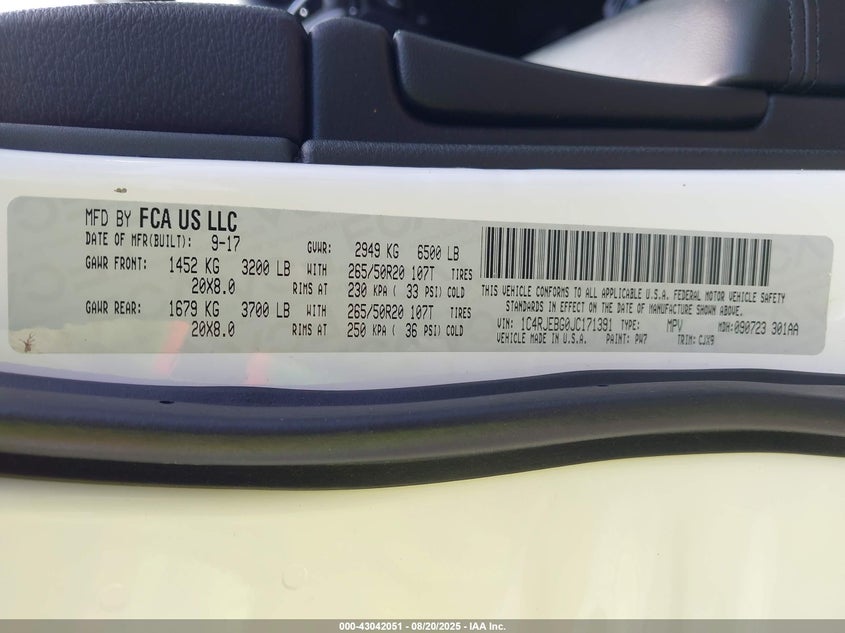 MFD BY FCA US LLC
DATE OF MFR(BUILT): 9-17 GVWR: 2949 KG 6500 LB
GAWR FRONT: 1452 KG 3200 LB WITH 265/50R20 107T TIRES
20X8.0 RIMS AT 230 KPA ( 33 PSI) COLD
GAWR REAR: 1679 KG 3700 LB WITH 265/50R20 107T TIRES
20X8.0 RIMS AT 250 KPA ( 36 PSI) COLD
THIS VEHICLE CONFORMS TO ALL APPLICABLE U.S.A. FEDERAL MOTOR VEHICLE SAFETY
STANDARDS IN EFFECT ON THE DATE OF MANUFACTURE SHOWN ABOVE.
VIN: 1C4RJEBG0JC171391 TYPE: MPV MDH: 090723 301AA
VEHICLE MADE IN U.S.A. PAINT: PW7 TRIM: CJX9
000-43042051 - 08/20/2025 - IAA Inc.